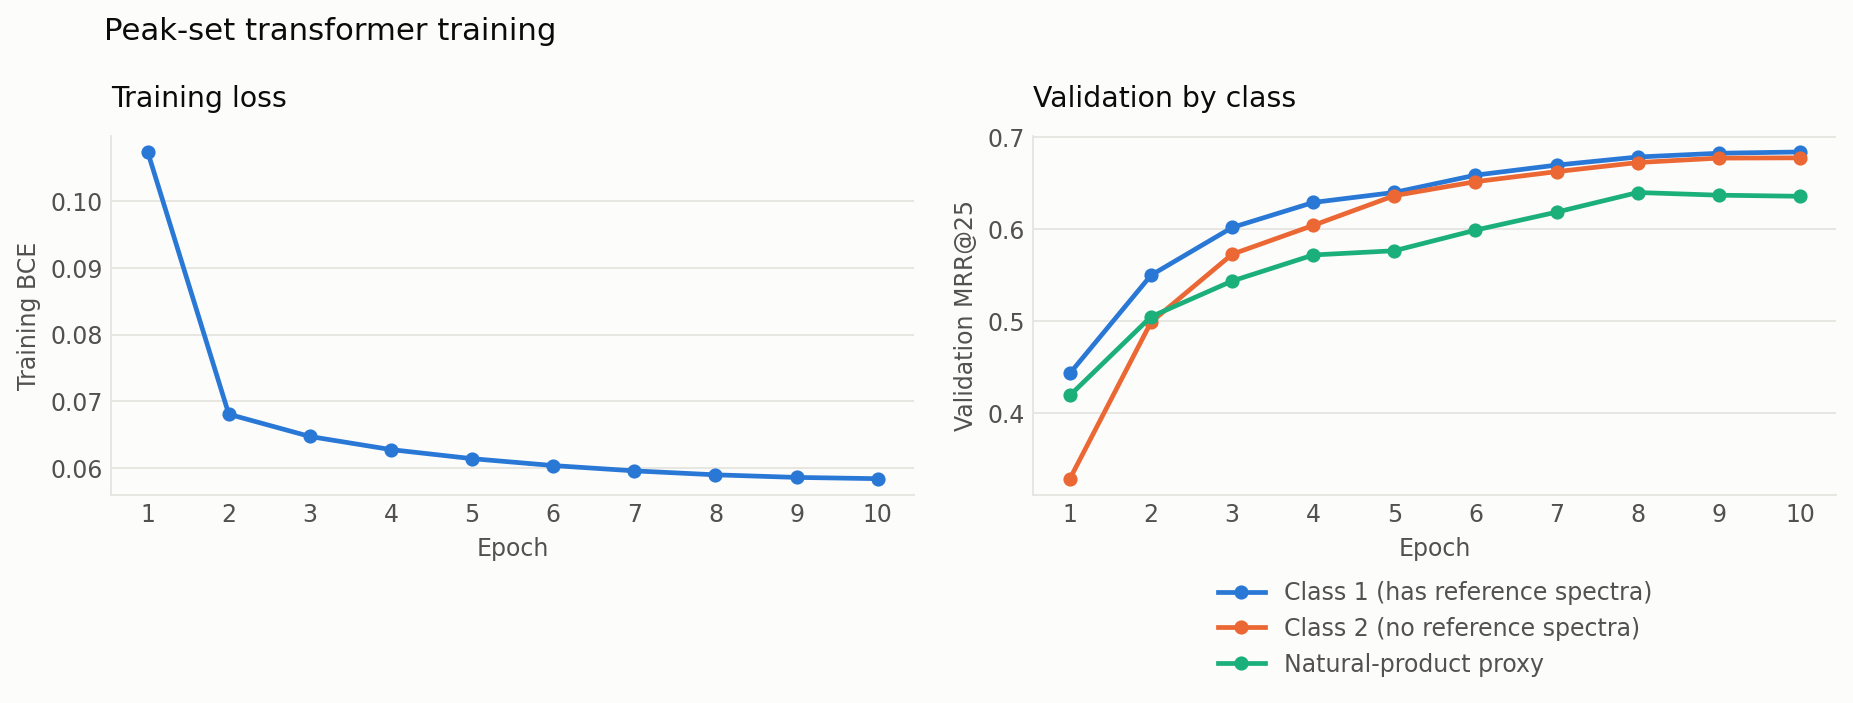 Peak-set transformer training
Training loss
Training BCE
0.10
0.09
0.08
0.07
0.06
1 2 3 4 5 6 7 8 9 10
Epoch
Validation by class
Validation MRR@25
0.7
0.6
0.5
0.4
1 2 3 4 5 6 7 8 9 10
Epoch
Class 1 (has reference spectra)
Class 2 (no reference spectra)
Natural-product proxy